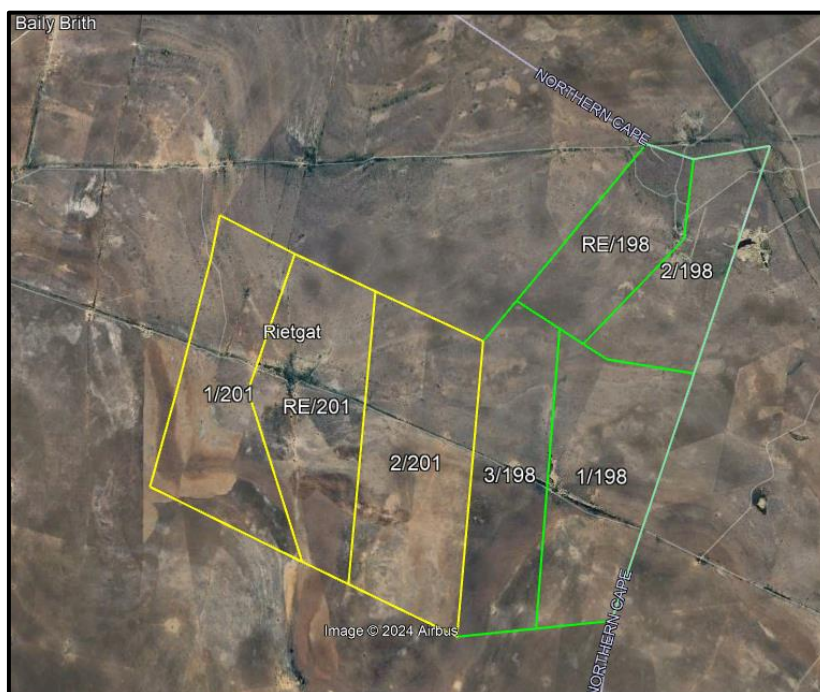 Baily Brith
NORTHERN CAPE
RE/198
2/198
Rietgat
1/201
RE/201
2/201
3/198
1/198
NORTHERN CAPE
Image © 2024 Airbus